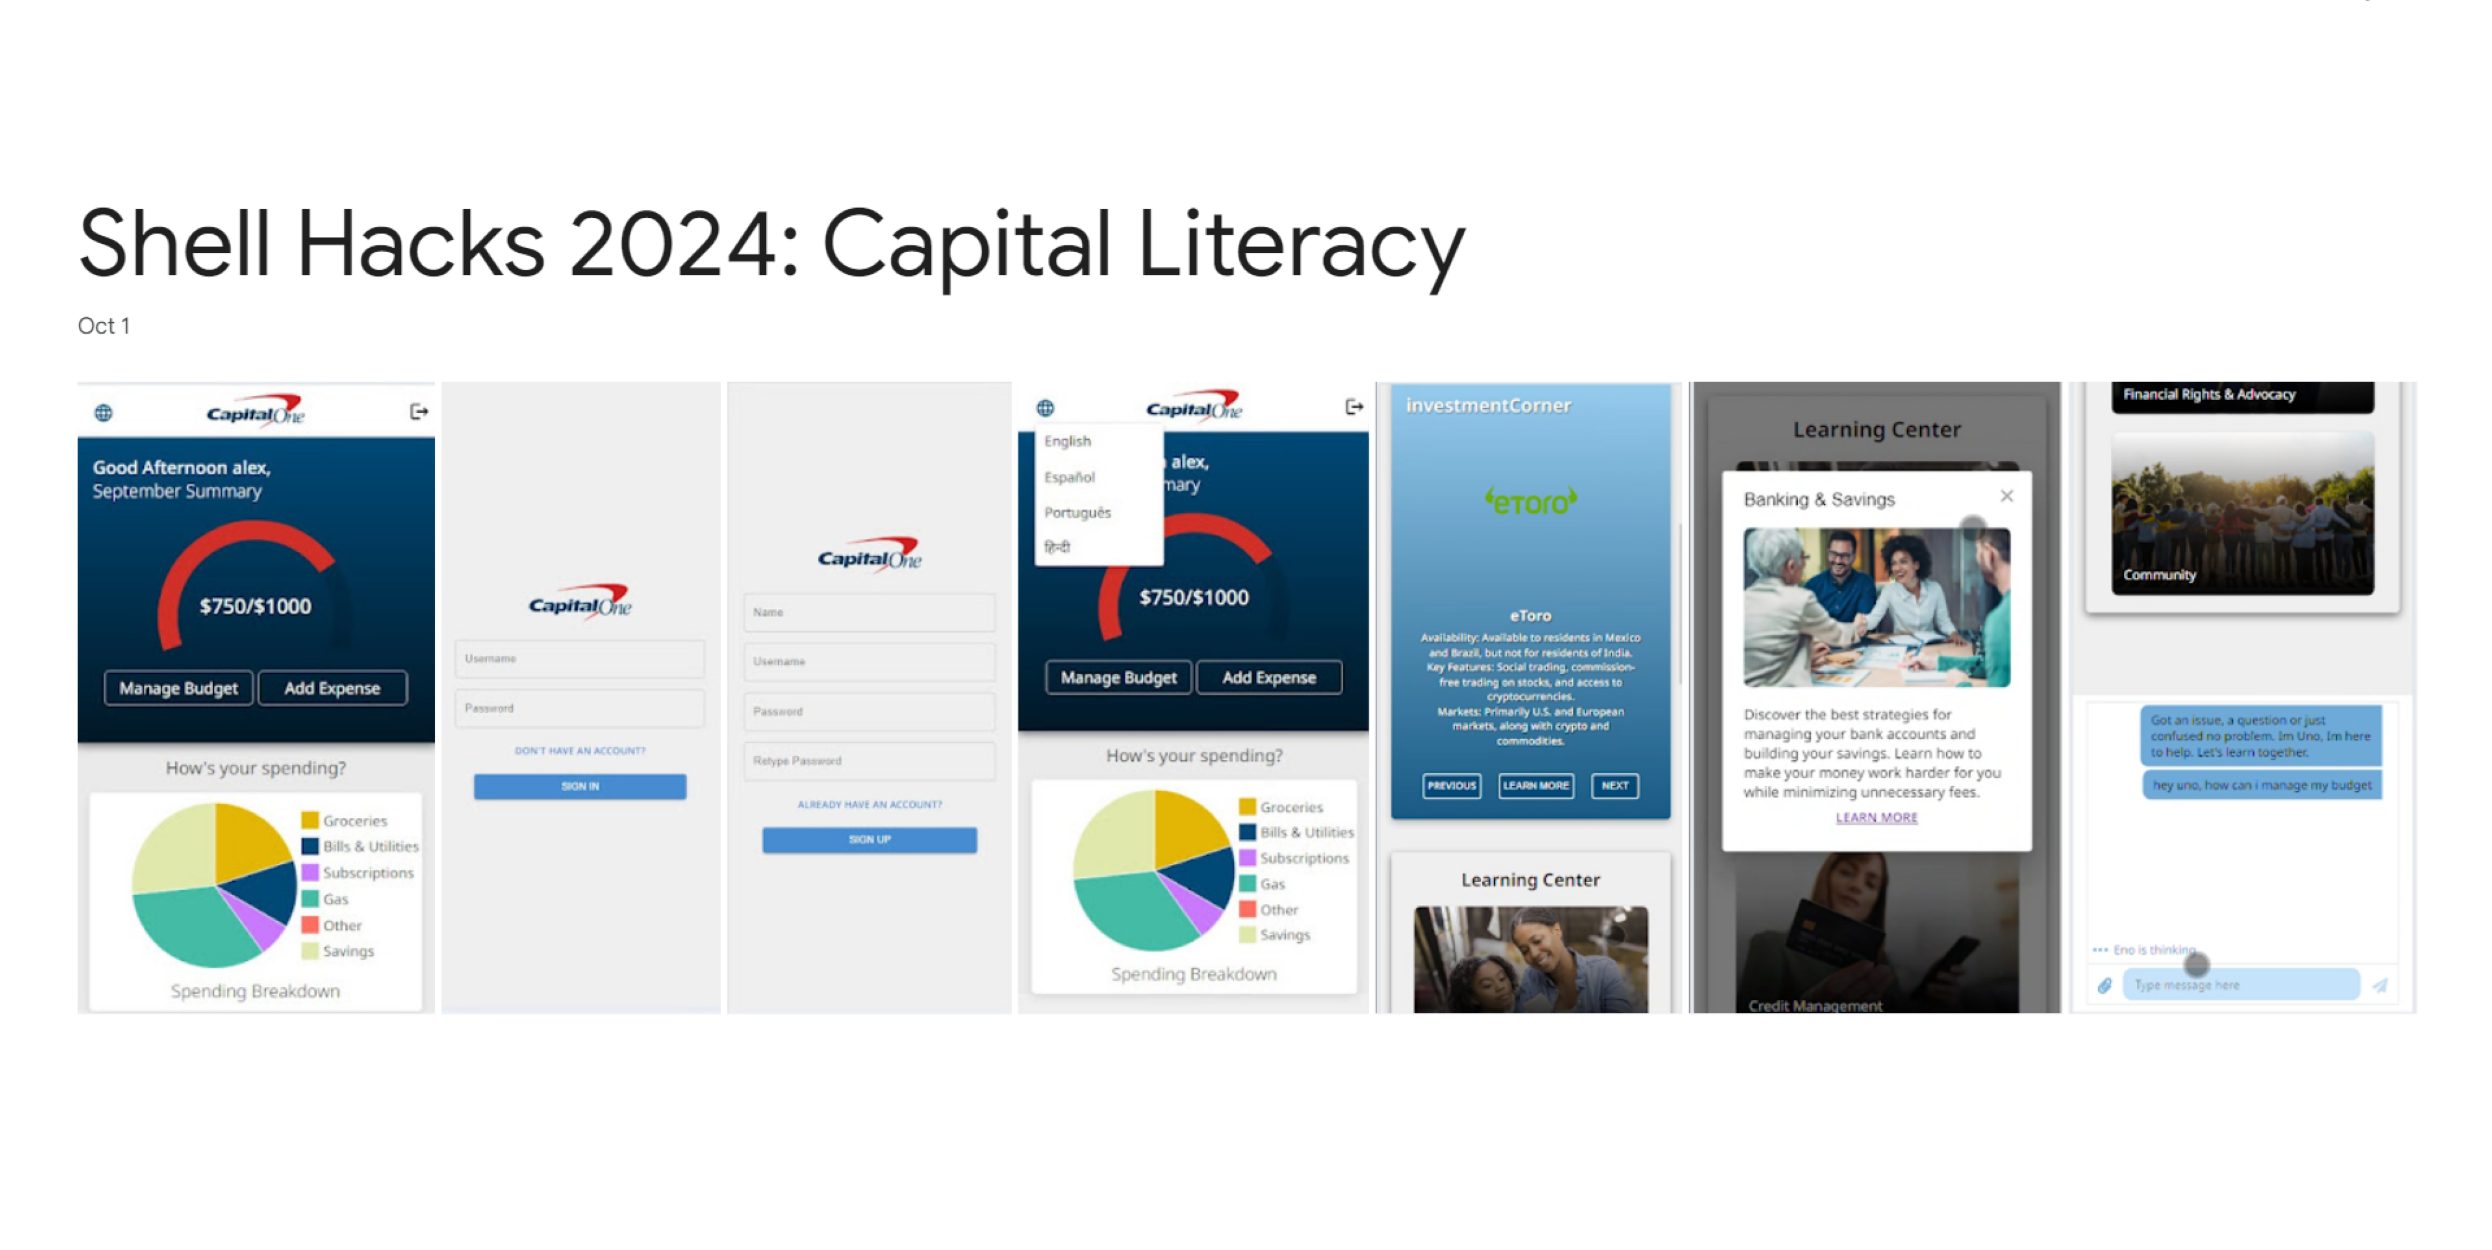 Shell Hacks 2024: Capital Literacy
Oct 1
CapitalOne
Good Afternoon alex,
September Summary
$750/$1000
Manage Budget
Add Expense
How's your spending?
Groceries
Bills & Utilities
Subscriptions
Gas
Other
Savings
Spending Breakdown
CapitalOne
Username
Password
DON'T HAVE AN ACCOUNT?
SIGN IN
CapitalOne
Name
Username
Password
Retype Password
ALREADY HAVE AN ACCOUNT?
SIGN UP
CapitalOne
English
Español
Português
हिन्दी
alex,
mary
$750/$1000
Manage Budget
Add Expense
How's your spending?
Groceries
Bills & Utilities
Subscriptions
Gas
Other
Savings
Spending Breakdown
investmentCorner
eToro
eToro
Availability: Available to residents in Mexico
and Brazil, but not for residents of India.
Key Features: Social trading, commission-
free trading on stocks, and access to
cryptocurrencies.
Markets: Primarily U.S. and European
markets, along with crypto and
commodities.
PREVIOUS
LEARN MORE
NEXT
Learning Center
Learning Center
Banking & Savings
Discover the best strategies for
managing your bank accounts and
building your savings. Learn how to
make your money work harder for you
while minimizing unnecessary fees.
LEARN MORE
Credit Management
Financial Rights & Advocacy
Community
Got an issue, a question or just
confused no problem. Im Uno, Im here
to help. Let's learn together.
hey uno, how can i manage my budget
Eno is thinking
Type message here